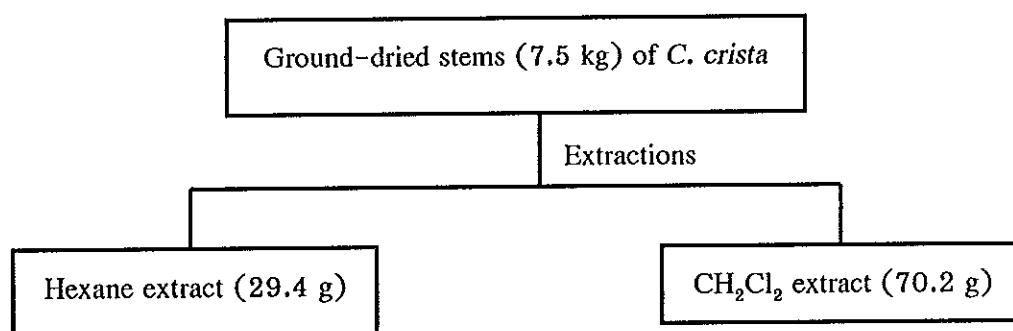 Ground-dried stems (7.5 kg) of C. crista
Extractions
Hexane extract (29.4 g)
CH₂Cl₂ extract (70.2 g)